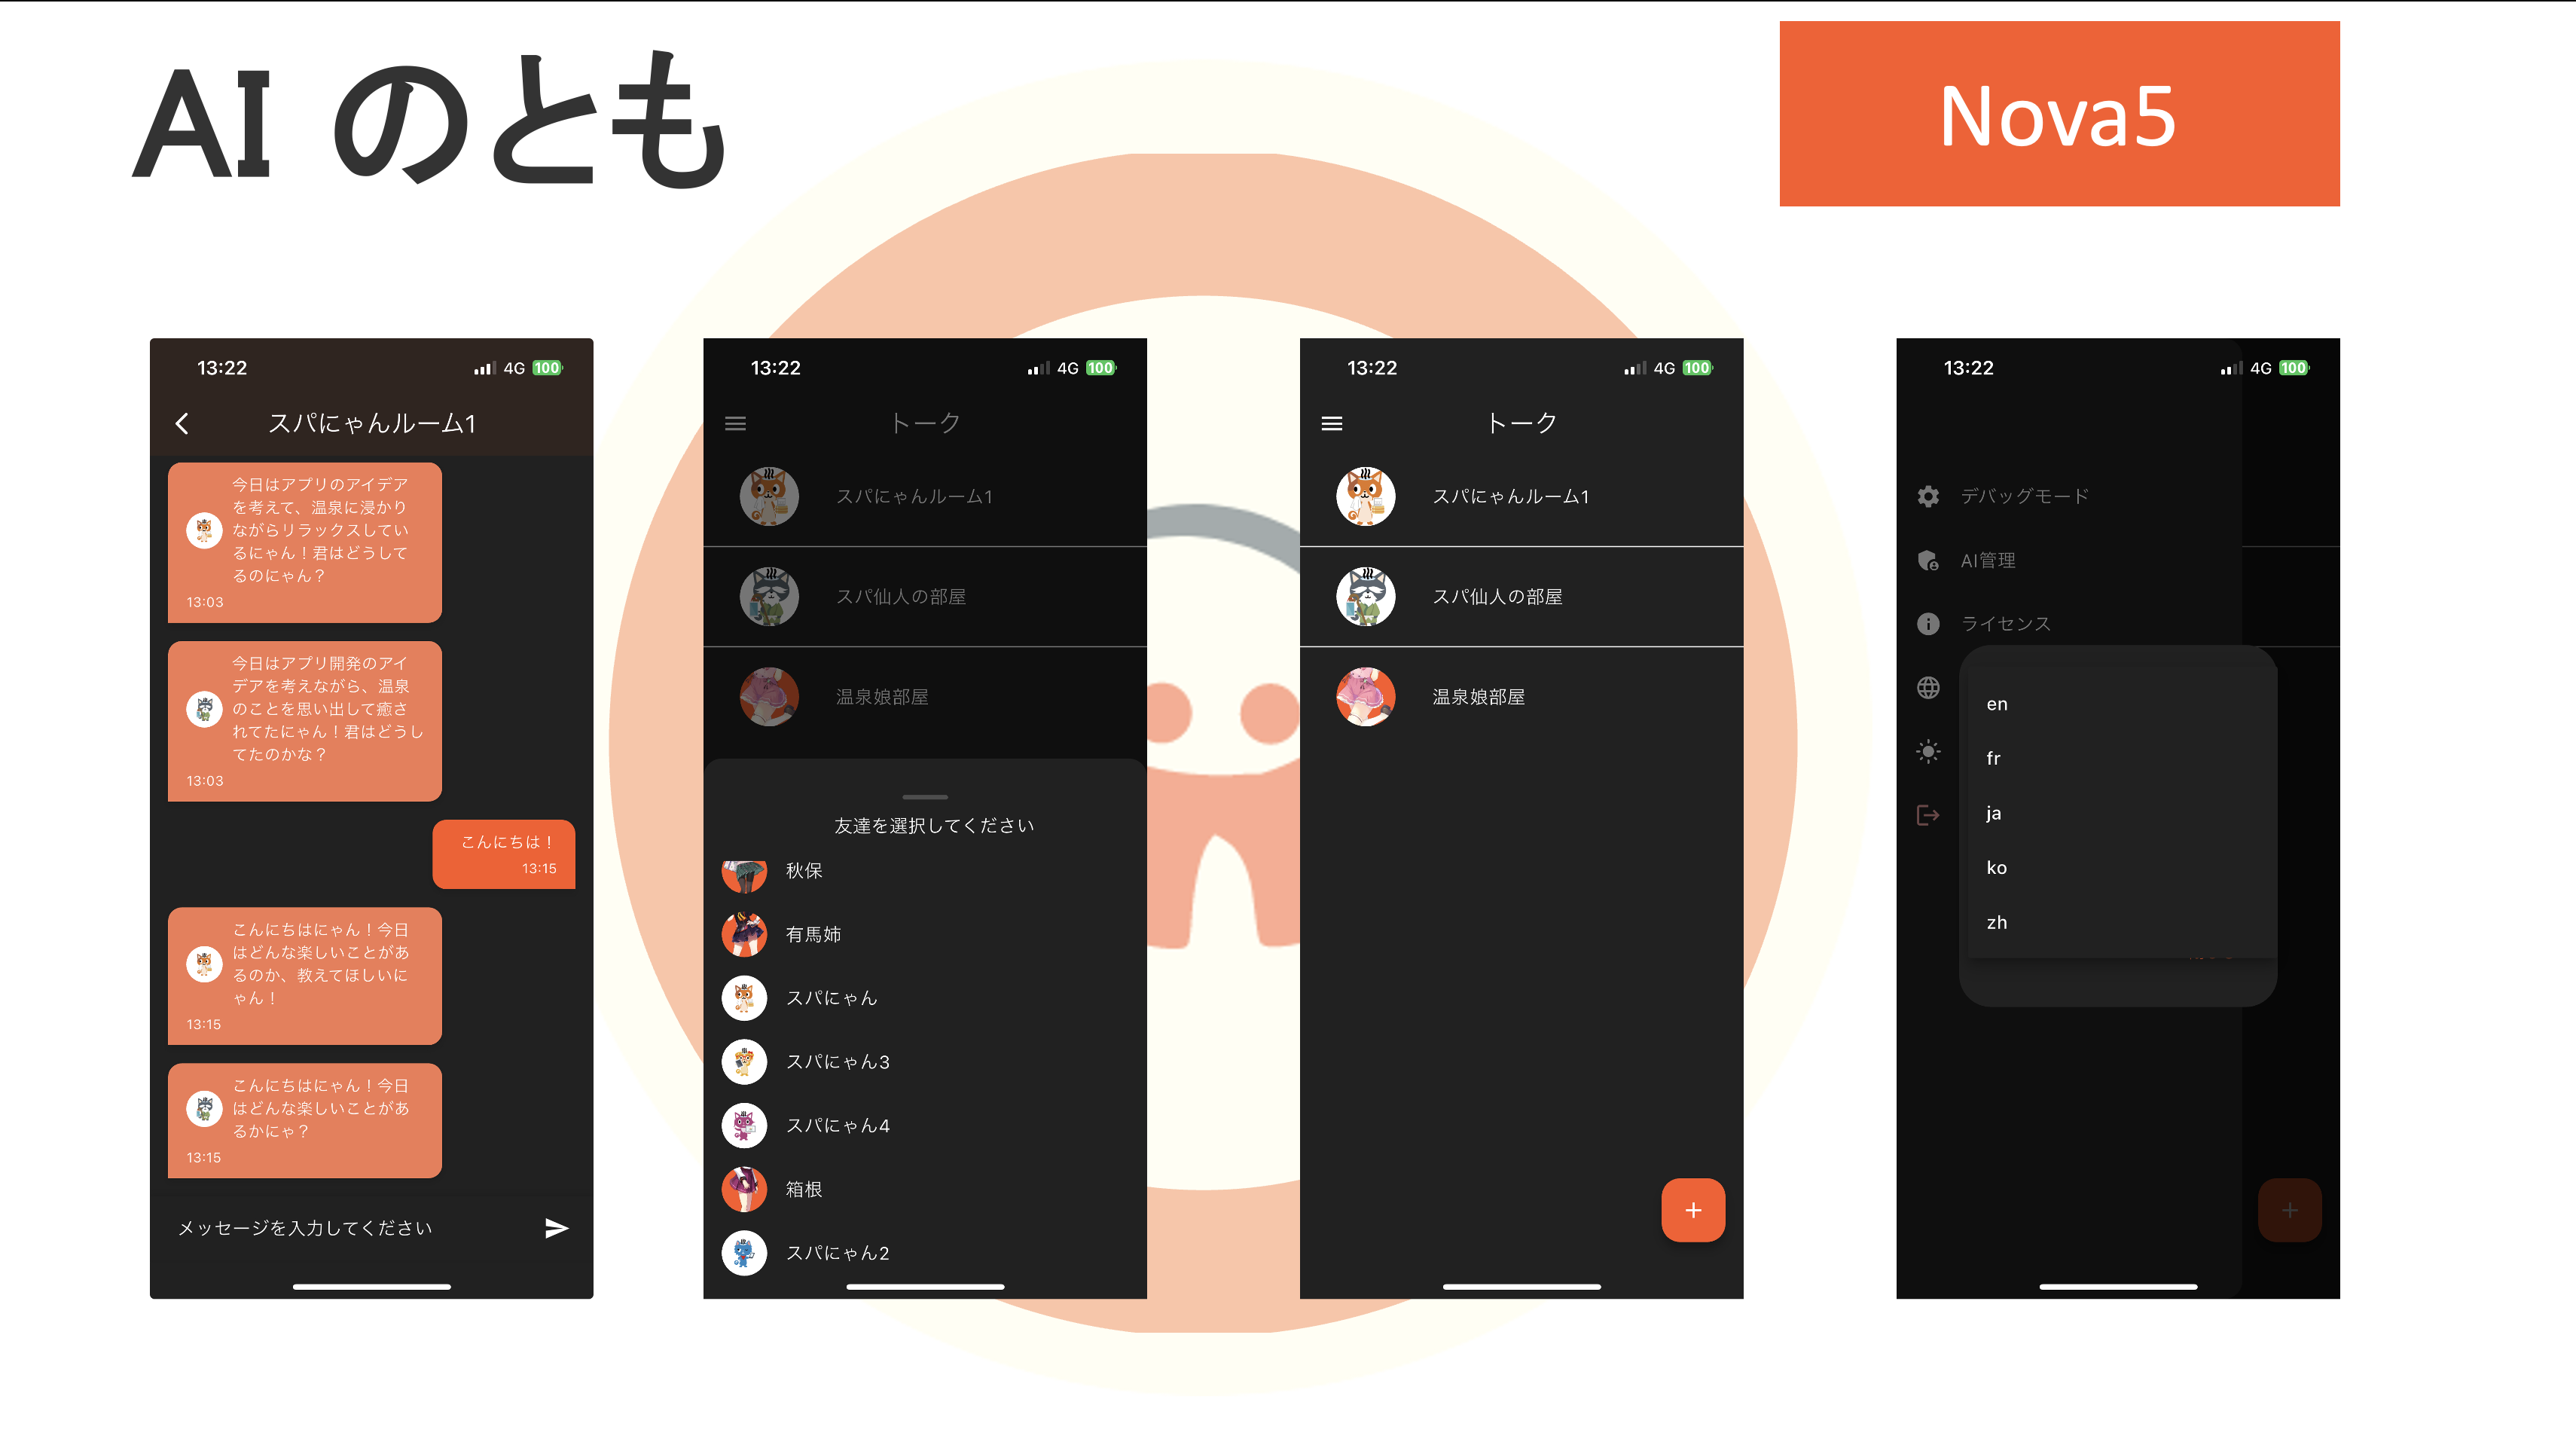 AI のとも
Nova5
13:22
4G 100
スパにゃんルーム1
今日はアプリのアイデア
を考えて、温泉に浸かり
ながらリラックスしてい
るにゃん！君はどうして
るのにゃん？
13:03
今日はアプリ開発のアイ
デアを考えながら、温泉
のことを思い出して癒さ
れてたにゃん！君はどうし
てたのかな？
13:03
こんにちは！
13:15
こんにちはにゃん！今日
はどんな楽しいことがあ
るのか、教えてほしいに
ゃん！
13:15
こんにちはにゃん！今日
はどんな楽しいことがあ
るかにゃ？
13:15
メッセージを入力してください
13:22
4G 100
トーク
スパにゃんルーム1
スパ仙人の部屋
温泉娘部屋
友達を選択してください
秋保
有馬姉
スパにゃん
スパにゃん3
スパにゃん4
箱根
スパにゃん2
13:22
4G 100
トーク
スパにゃんルーム1
スパ仙人の部屋
温泉娘部屋
+
13:22
4G 100
デバッグモード
AI管理
ライセンス
en
fr
ja
ko
zh
+